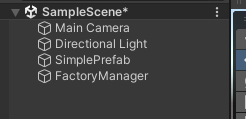 SampleScene*
Main Camera
Directional Light
SimplePrefab
FactoryManager